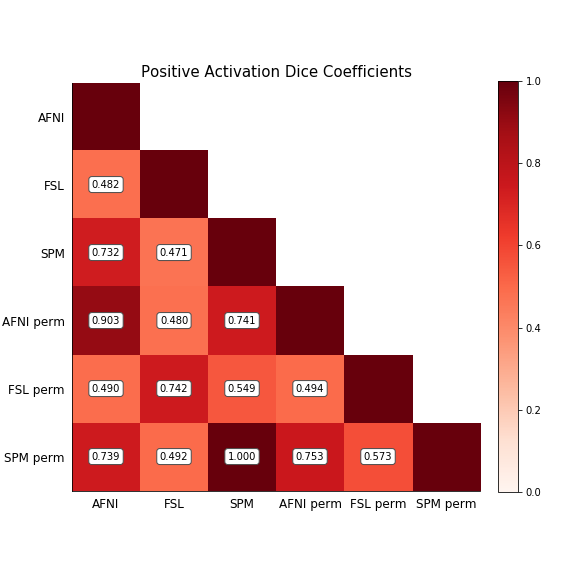 Positive Activation Dice Coefficients
1.0
AFNI
0.8
FSL 0.482
SPM 0.732 0.471
0.6
AFNI perm 0.903 0.480 0.741
0.4
FSL perm 0.490 0.742 0.549 0.494
0.2
SPM perm 0.739 0.492 1.000 0.753 0.573
0.0
AFNI FSL SPM AFNI perm FSL perm SPM perm